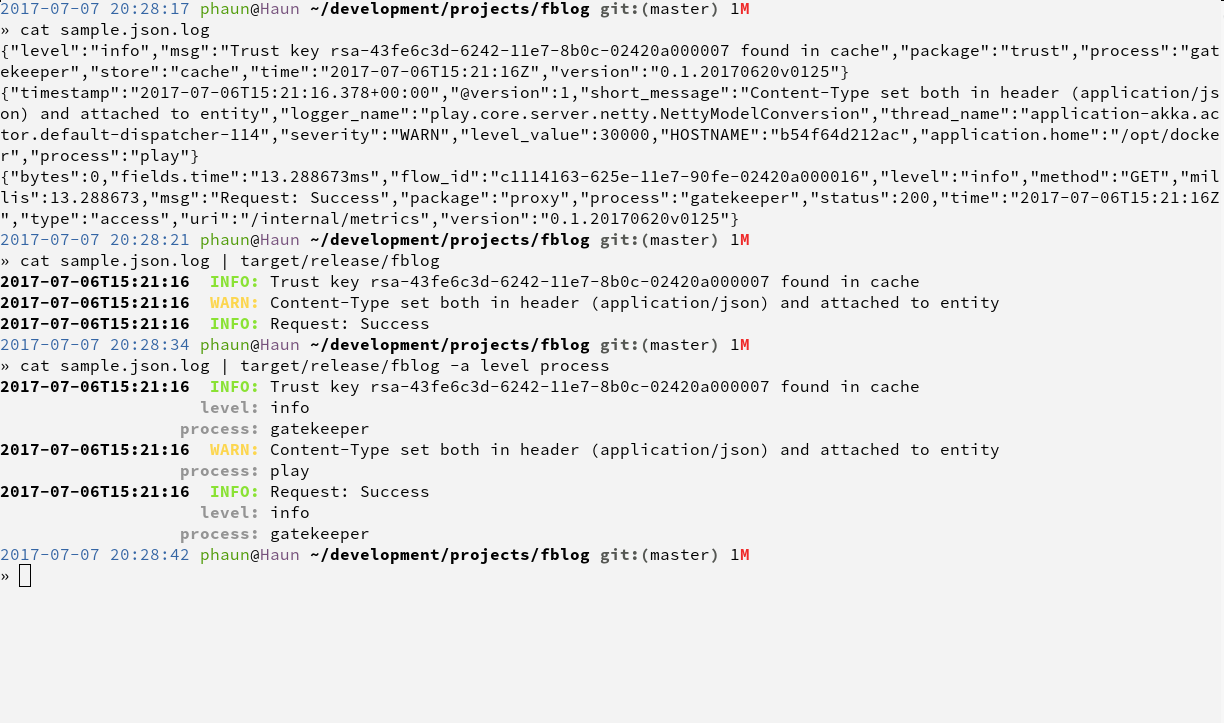 2017-07-07 20:28:17 phaun@Haun ~/development/projects/fblog git:(master) 1M
» cat sample.json.log
{"level":"info","msg":"Trust key rsa-43fe6c3d-6242-11e7-8b0c-02420a000007 found in cache","package":"trust","process":"gat
ekeeper","store":"cache","time":"2017-07-06T15:21:16Z","version":"0.1.20170620v0125"}
{"timestamp":"2017-07-06T15:21:16.378+00:00","@version":1,"short_message":"Content-Type set both in header (application/js
on) and attached to entity","logger_name":"play.core.server.netty.NettyModelConversion","thread_name":"application-akka.ac
tor.default-dispatcher-114","severity":"WARN","level_value":30000,"HOSTNAME":"b54f64d212ac","application.home":"/opt/docke
r","process":"play"}
{"bytes":0,"fields.time":"13.288673ms","flow_id":"c1114163-625e-11e7-90fe-02420a000016","level":"info","method":"GET","mil
lis":13.288673,"msg":"Request: Success","package":"proxy","process":"gatekeeper","status":200,"time":"2017-07-06T15:21:16Z
","type":"access","uri":"/internal/metrics","version":"0.1.20170620v0125"}
2017-07-07 20:28:21 phaun@Haun ~/development/projects/fblog git:(master) 1M
» cat sample.json.log | target/release/fblog
2017-07-06T15:21:16  INFO: Trust key rsa-43fe6c3d-6242-11e7-8b0c-02420a000007 found in cache
2017-07-06T15:21:16  WARN: Content-Type set both in header (application/json) and attached to entity
2017-07-06T15:21:16  INFO: Request: Success
2017-07-07 20:28:34 phaun@Haun ~/development/projects/fblog git:(master) 1M
» cat sample.json.log | target/release/fblog -a level process
2017-07-06T15:21:16  INFO: Trust key rsa-43fe6c3d-6242-11e7-8b0c-02420a000007 found in cache
level: info
process: gatekeeper
2017-07-06T15:21:16  WARN: Content-Type set both in header (application/json) and attached to entity
process: play
2017-07-06T15:21:16  INFO: Request: Success
level: info
process: gatekeeper
2017-07-07 20:28:42 phaun@Haun ~/development/projects/fblog git:(master) 1M
»